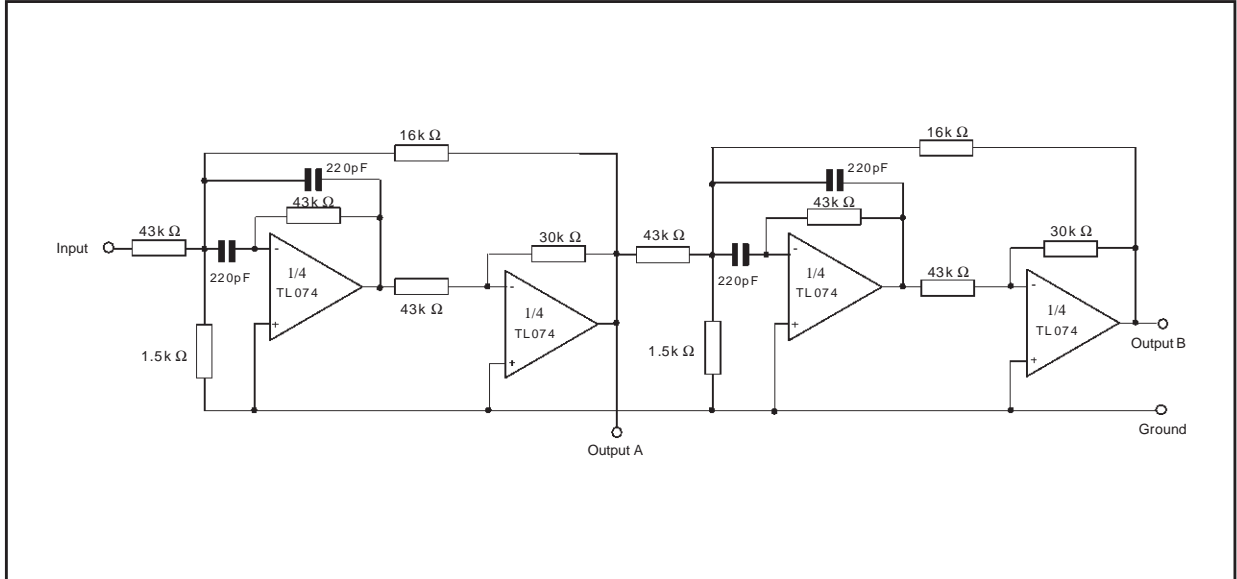 16k Ω
220pF
43k Ω
43k Ω
Input
220pF
1/4
TL074
30k Ω
43k Ω
-
+
1.5k Ω
43k Ω
1/4
TL074
-
+
Output A
16k Ω
220pF
43k Ω
220pF
1/4
TL074
-
+
30k Ω
43k Ω
1.5k Ω
1/4
TL074
-
+
Output B
Ground